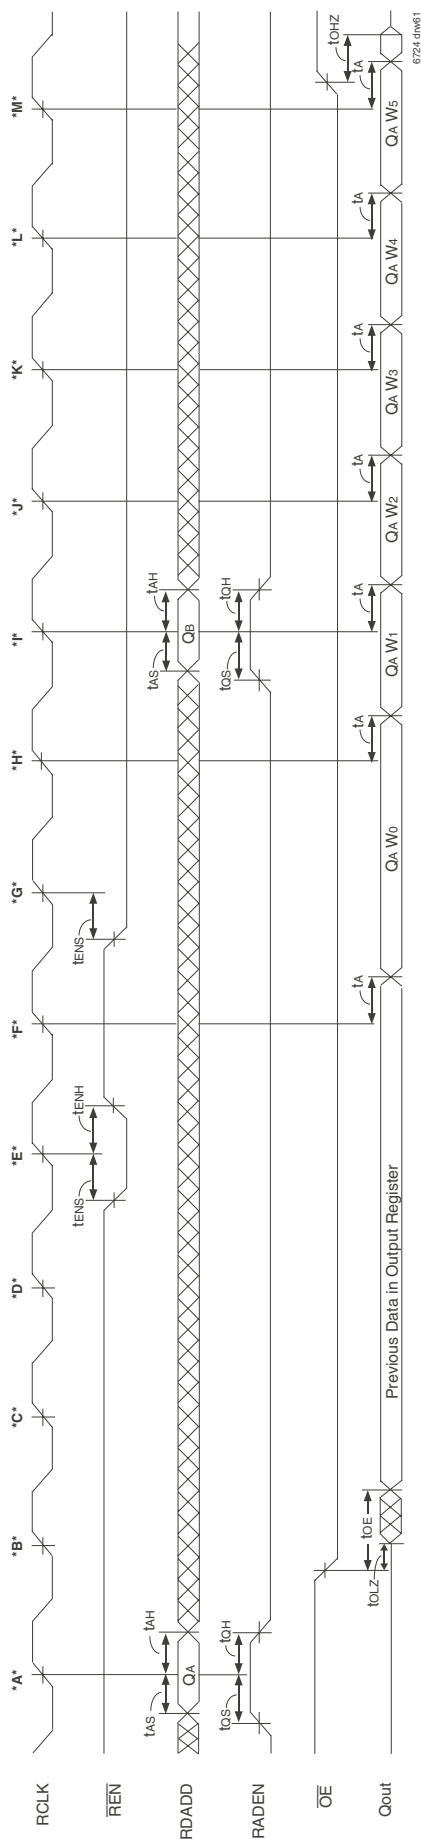 *A* *B* *C* *D* *E* *F* *G* *H* *I* *J* *K* *L* *M*
RCLK
tENS tENH tENS
REN
tAS tAH tAS tAH
RDADD QA QB
tQS tQH tQS tQH
RADEN
OE
tOLZ tOE tA tA tA tA tA tA tA tOHZ
Qout Previous Data in Output Register QA W0 QA W1 QA W2 QA W3 QA W4 QA W5
6724 drw61